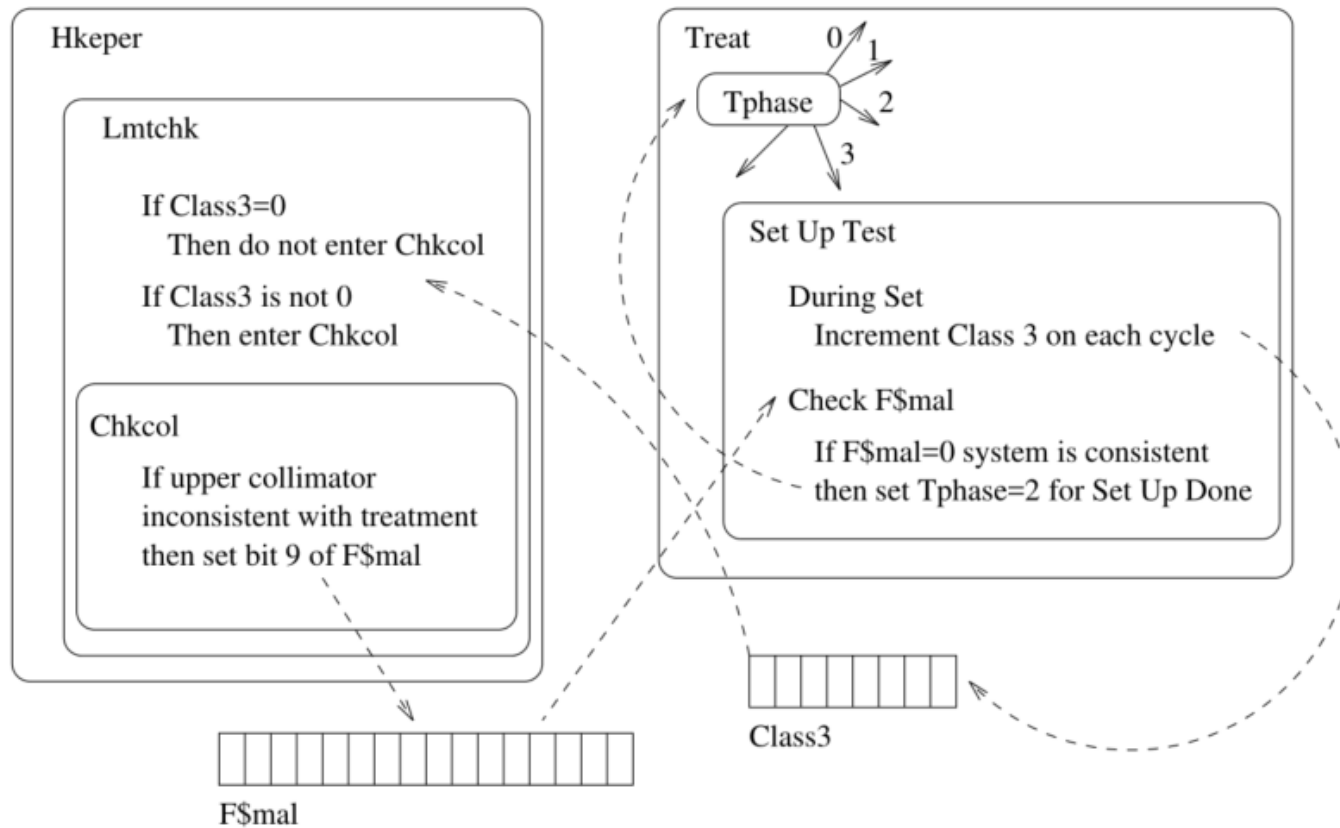 Hkeper
Lmtchk
If Class3=0
Then do not enter Chkcol
If Class3 is not 0
Then enter Chkcol
Chkcol
If upper collimator
inconsistent with treatment
then set bit 9 of F$mal
F$mal
Treat
Tphase
0
1
2
3
Set Up Test
During Set
Increment Class 3 on each cycle
Check F$mal
If F$mal=0 system is consistent
then set Tphase=2 for Set Up Done
Class3